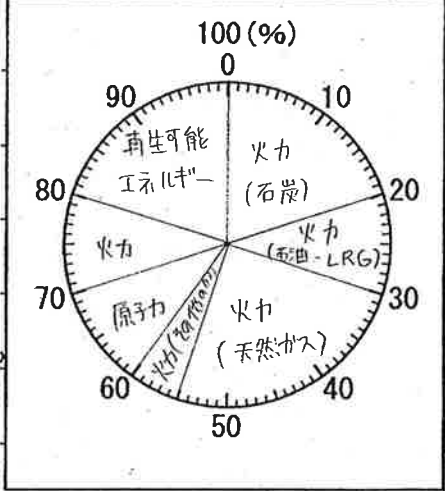 100(%)
0
10
20
30
40
50
60
70
80
90
火力
(石炭)
火力
(石油-LRG)
火力
(天然ガス)
火力(その他のガス)
原子力
火力
再生可能
エネルギー